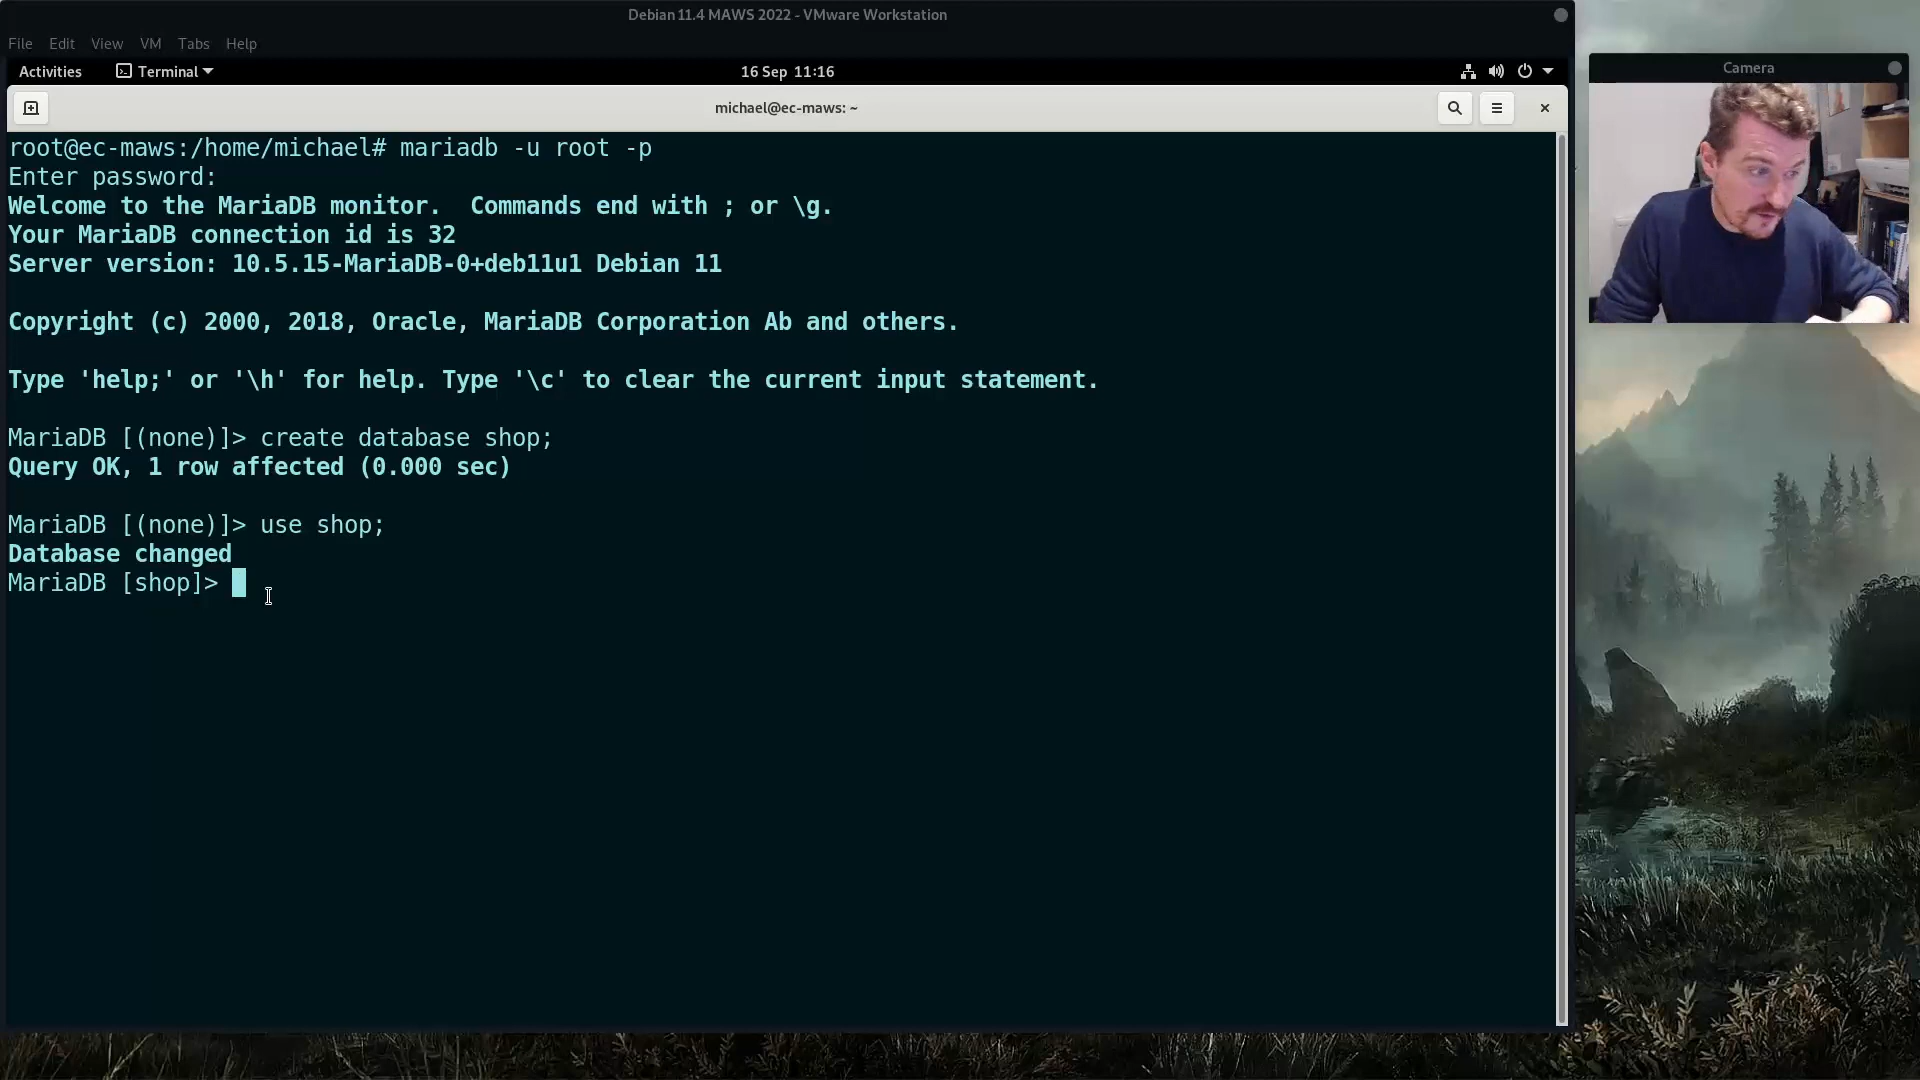 Debian 11.4 MAWS 2022 - VMware Workstation
File Edit View VM Tabs Help
Activities Terminal 16 Sep 11:16
michael@ec-maws: ~
Camera
root@ec-maws:/home/michael# mariadb -u root -p
Enter password:
Welcome to the MariaDB monitor.  Commands end with ; or \g.
Your MariaDB connection id is 32
Server version: 10.5.15-MariaDB-0+deb11u1 Debian 11
Copyright (c) 2000, 2018, Oracle, MariaDB Corporation Ab and others.
Type 'help;' or '\h' for help. Type '\c' to clear the current input statement.
MariaDB [(none)]> create database shop;
Query OK, 1 row affected (0.000 sec)
MariaDB [(none)]> use shop;
Database changed
MariaDB [shop]>